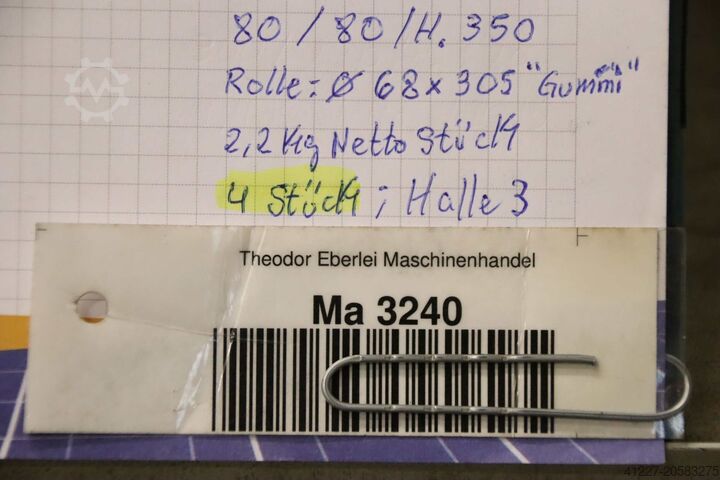 80 / 80 / H. 350
Rolle = ø 68 x 305 "Gummi"
2,2 Kg Netto Stück
4 Stück ; Halle 3
Theodor Eberlei Maschinenhandel
Ma 3240
41227-20583275